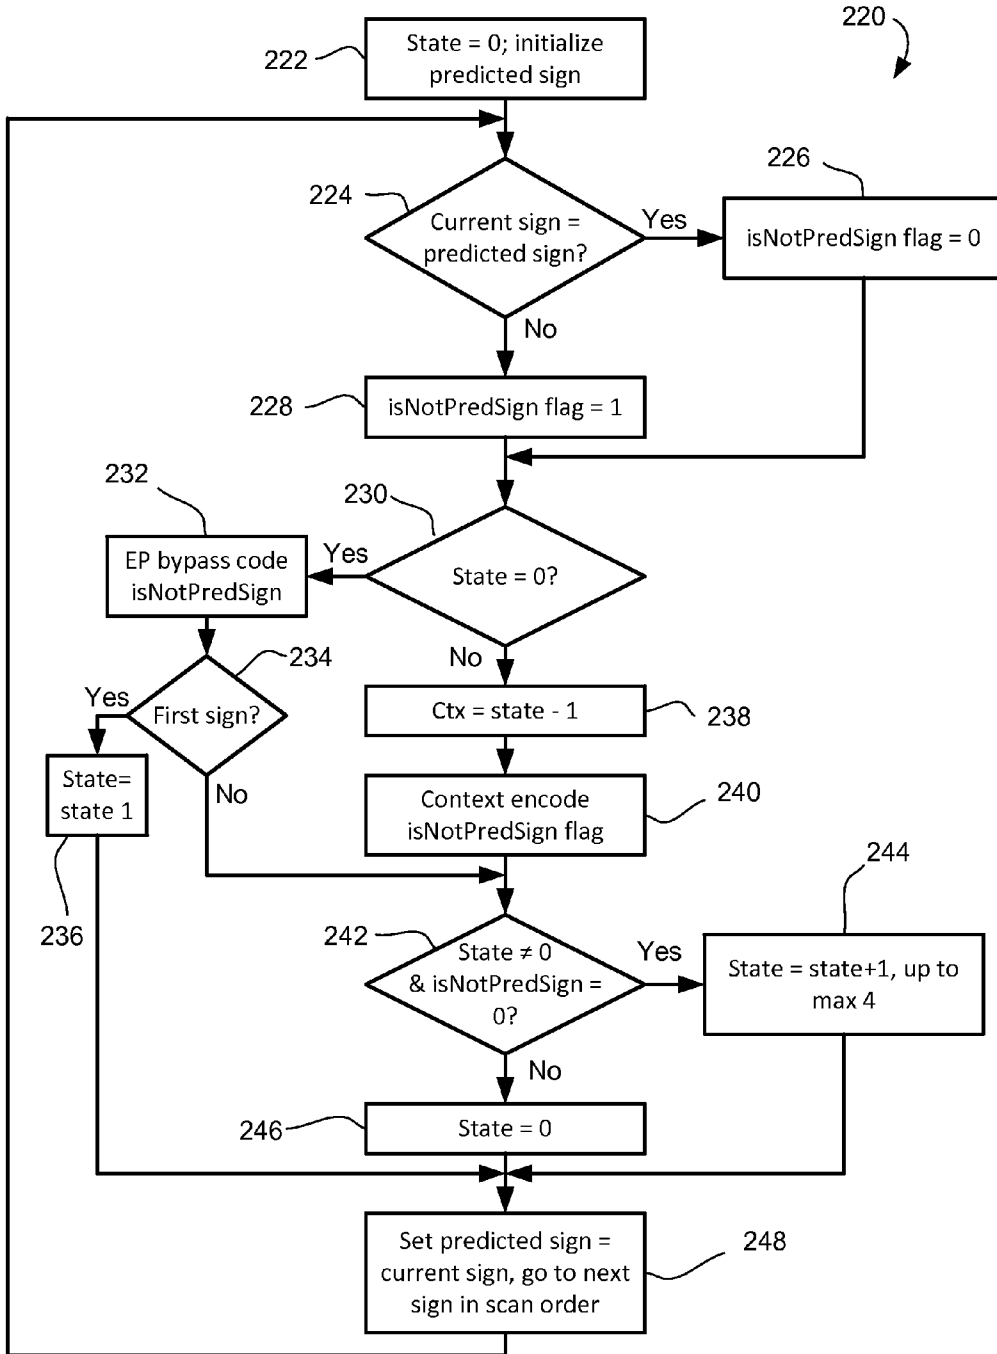 220
222
State = 0; initialize
predicted sign
224
Current sign =
predicted sign?
Yes
226
isNotPredSign flag = 0
No
228
isNotPredSign flag = 1
230
State = 0?
Yes
232
EP bypass code
isNotPredSign
234
First sign?
Yes
State=
state 1
236
No
No
Ctx = state - 1
238
Context encode
isNotPredSign flag
240
242
State ≠ 0
& isNotPredSign =
0?
Yes
244
State = state+1, up to
max 4
No
246
State = 0
Set predicted sign =
current sign, go to next
sign in scan order
248